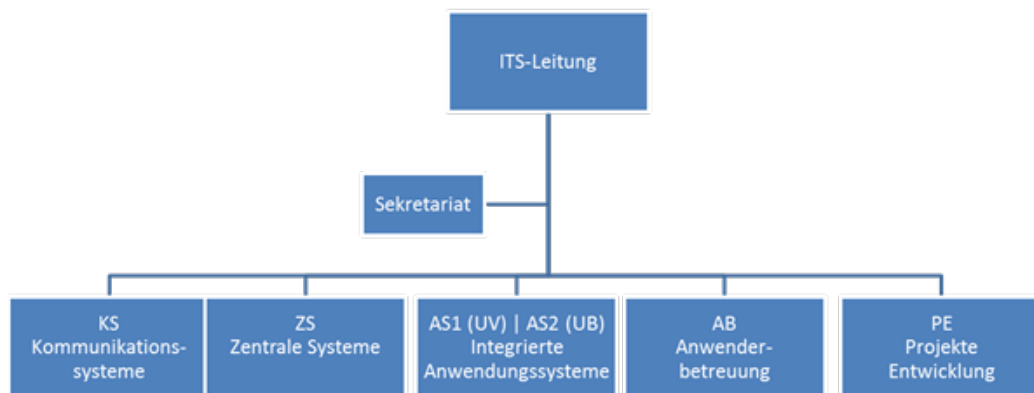 ITS-Leitung
Sekretariat
KS
Kommunikations-
systeme
ZS
Zentrale Systeme
AS1 (UV) | AS2 (UB)
Integrierte
Anwendungssysteme
AB
Anwender-
betreuung
PE
Projekte
Entwicklung